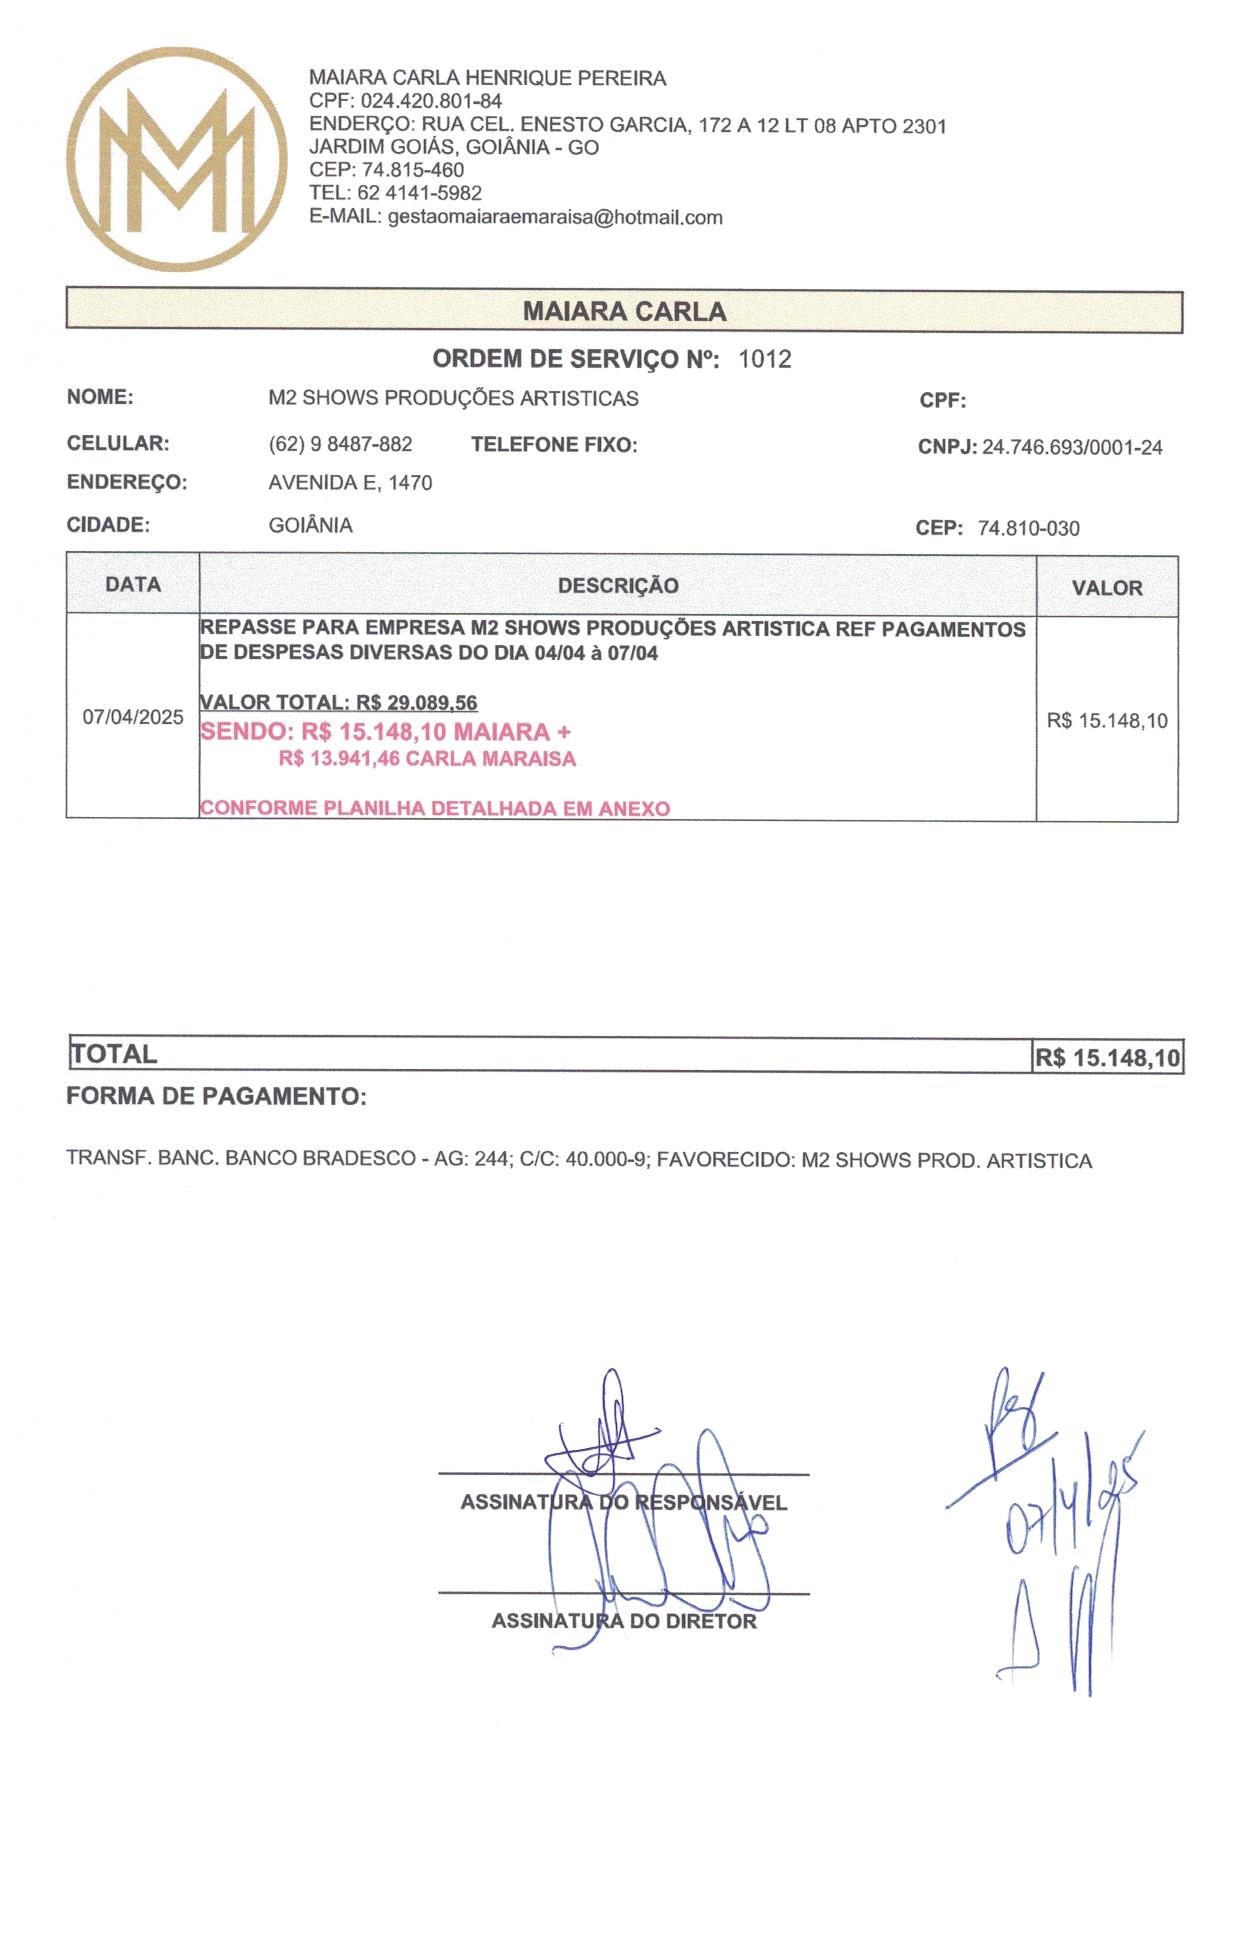 MAIARA CARLA HENRIQUE PEREIRA
CPF: 024.420.801-84
ENDERÇO: RUA CEL. ENESTO GARCIA, 172 A 12 LT 08 APTO 2301
JARDIM GOIÁS, GOIÂNIA - GO
CEP: 74.815-460
TEL: 62 4141-5982
E-MAIL: gestaomaiaraemaraisa@hotmail.com
MAIARA CARLA
ORDEM DE SERVIÇO Nº: 1012
NOME: M2 SHOWS PRODUÇÕES ARTISTICAS CPF:
CELULAR: (62) 9 8487-882 TELEFONE FIXO: CNPJ: 24.746.693/0001-24
ENDEREÇO: AVENIDA E, 1470
CIDADE: GOIÂNIA CEP: 74.810-030
DATA DESCRIÇÃO VALOR
REPASSE PARA EMPRESA M2 SHOWS PRODUÇÕES ARTISTICA REF PAGAMENTOS
DE DESPESAS DIVERSAS DO DIA 04/04 à 07/04
VALOR TOTAL: R$ 29.089,56
07/04/2025 SENDO: R$ 15.148,10 MAIARA + R$ 15.148,10
R$ 13.941,46 CARLA MARAISA
CONFORME PLANILHA DETALHADA EM ANEXO
TOTAL R$ 15.148,10
FORMA DE PAGAMENTO:
TRANSF. BANC. BANCO BRADESCO - AG: 244; C/C: 40.000-9; FAVORECIDO: M2 SHOWS PROD. ARTISTICA
ASSINATURA DO RESPONSÁVEL
07/4/25
ASSINATURA DO DIRETOR